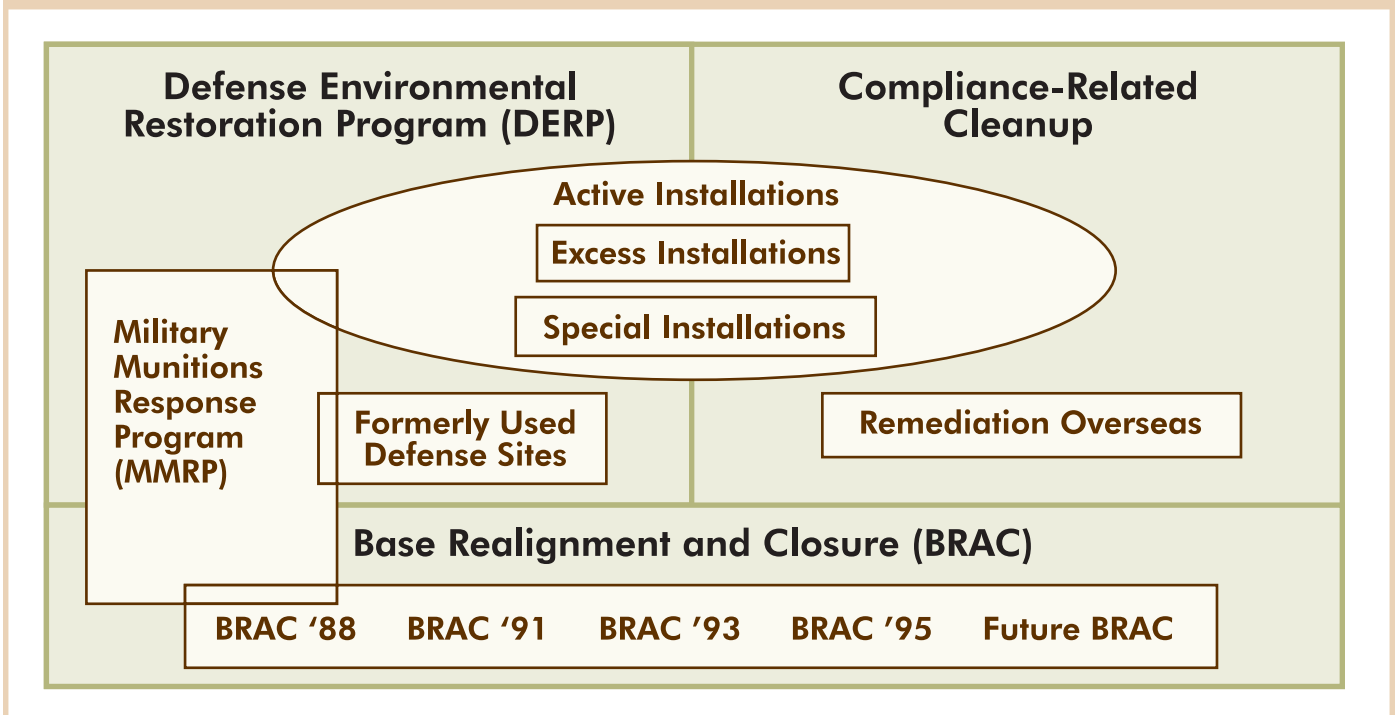 Defense Environmental
Restoration Program (DERP)
Compliance-Related
Cleanup
Active Installations
Excess Installations
Special Installations
Military
Munitions
Response
Program
(MMRP)
Formerly Used
Defense Sites
Remediation Overseas
Base Realignment and Closure (BRAC)
BRAC ‘88 BRAC ‘91 BRAC ’93 BRAC ’95 Future BRAC